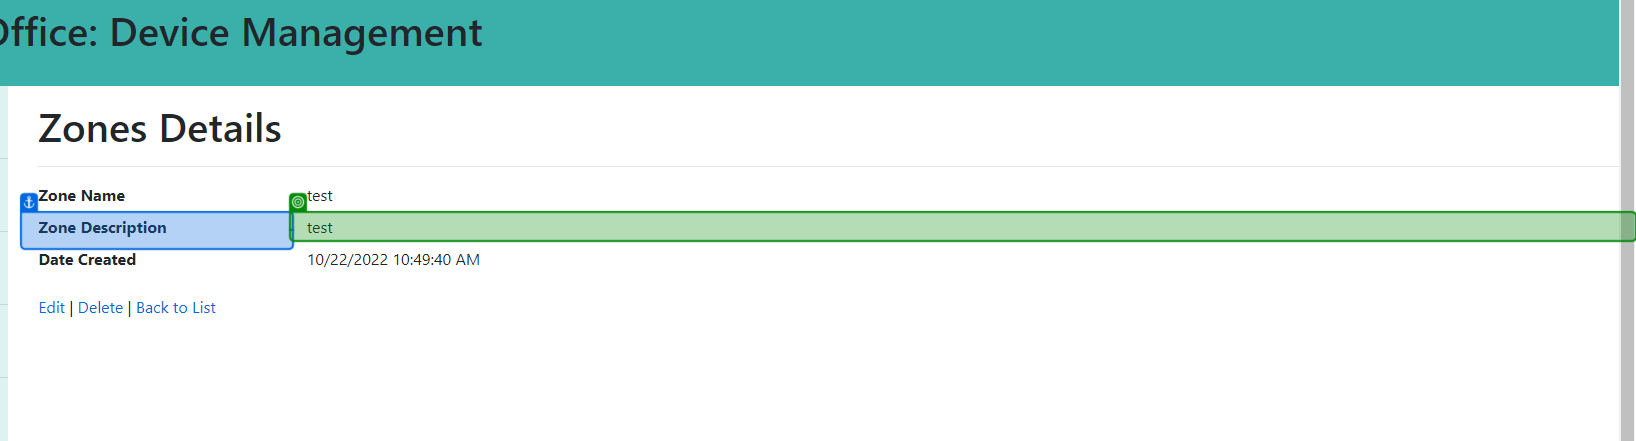 Office: Device Management
Zones Details
Zone Name test
Zone Description test
Date Created 10/22/2022 10:49:40 AM
Edit | Delete | Back to List